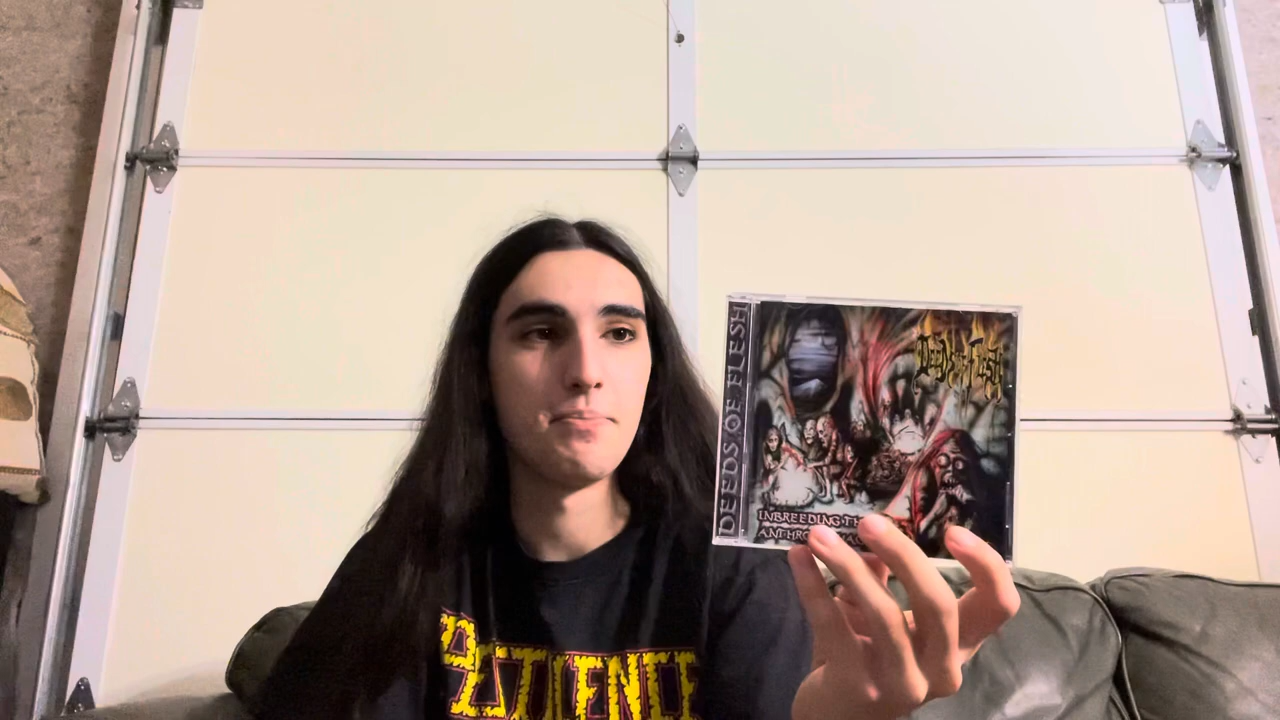 DEEDS OF FLESH
DEEDS OF FLESH
INBREEDING TH
ANTHRO
PESTILENCE